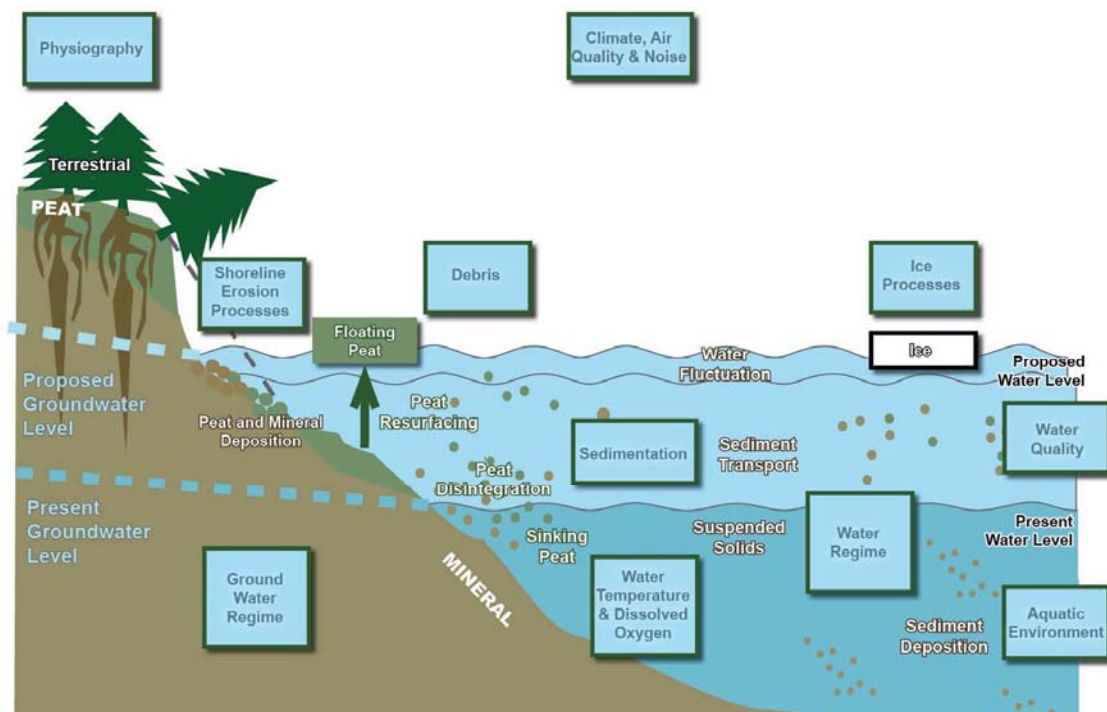 Physiography
Climate, Air
Quality & Noise
Terrestrial
PEAT
Shoreline
Erosion
Processes
Debris
Ice
Processes
Floating
Peat
Ice
Water
Fluctuation
Proposed
Water Level
Proposed
Groundwater
Level
Peat and Mineral
Deposition
Peat
Resurfacing
Sedimentation
Sediment
Transport
Water
Quality
Peat
Disintegration
Present
Groundwater
Level
Sinking
Peat
Suspended
Solids
Water
Regime
Present
Water Level
Ground
Water
Regime
MINERAL
Water
Temperature
& Dissolved
Oxygen
Sediment
Deposition
Aquatic
Environment